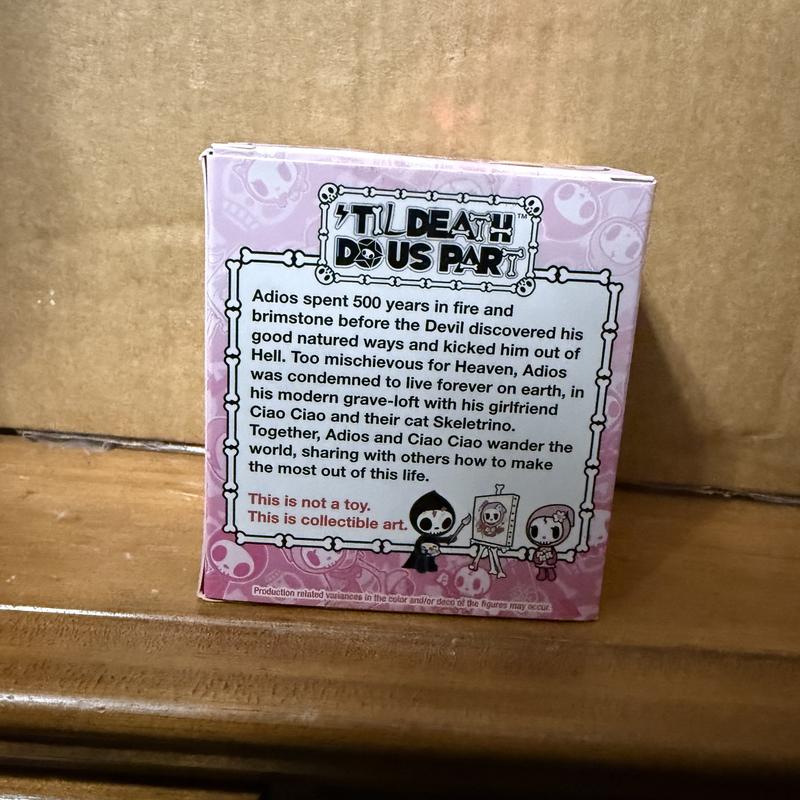 'TIL DEATH™
DO US PART
Adios spent 500 years in fire and
brimstone before the Devil discovered his
good natured ways and kicked him out of
Hell. Too mischievous for Heaven, Adios
was condemned to live forever on earth, in
his modern grave-loft with his girlfriend
Ciao Ciao and their cat Skeletrino.
Together, Adios and Ciao Ciao wander the
world, sharing with others how to make
the most out of this life.
This is not a toy.
This is collectible art.
Production related variances in the color and/or deco of the figures may occur.